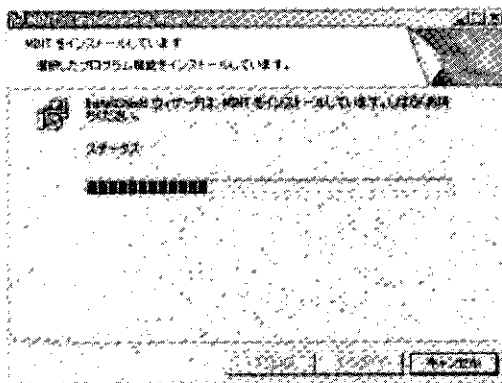 M2NT をインストールしています
選択したプログラム機能をインストールしています。
InstallShield ウィザードは、M2NT をインストールしています。しばらくお待
ちください。
ステータス:
キャンセル